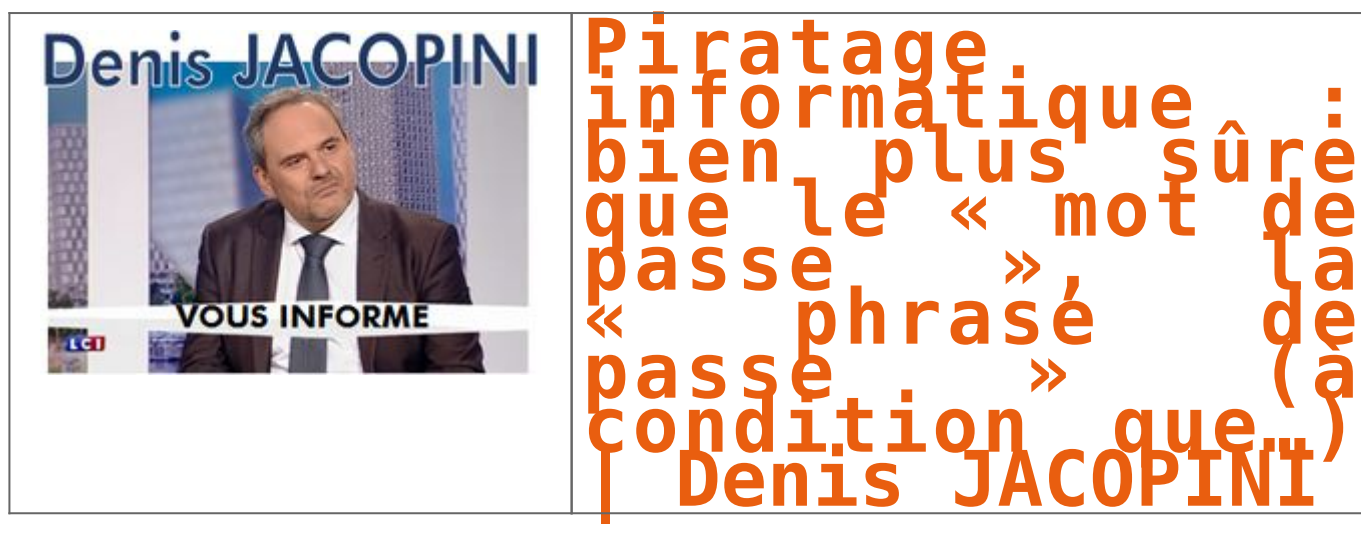 Denis JACOPINI
VOUS INFORME
LCI
Piratage
informatique :
bien plus sûre
que le « mot de
passe », la
« phrase de
passe » (à
condition que…)
| Denis JACOPINI